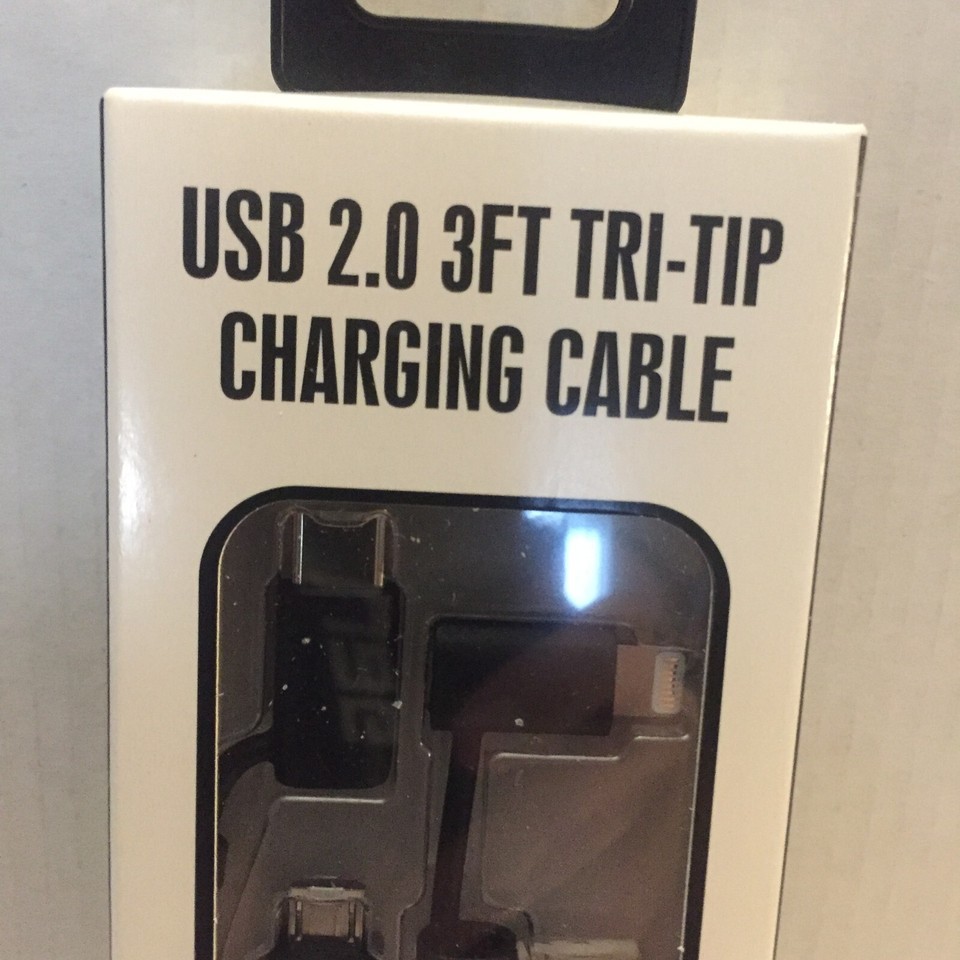 USB 2.0 3FT TRI-TIP
CHARGING CABLE